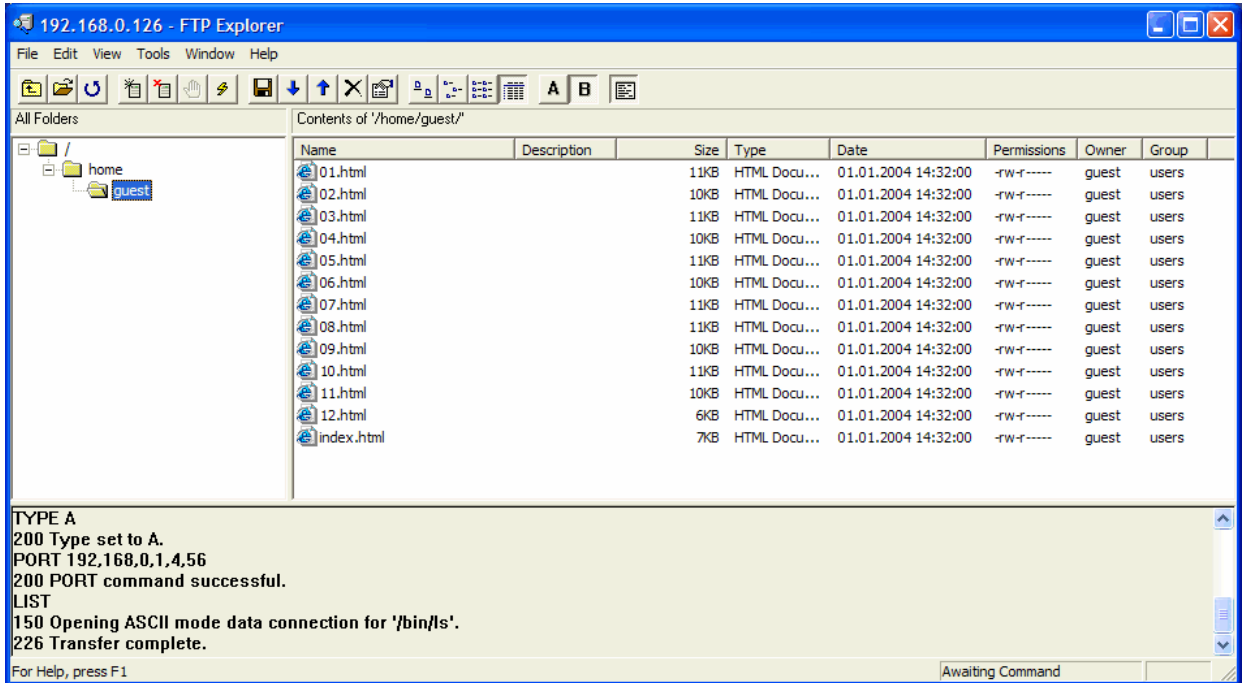 192.168.0.126 - FTP Explorer
File Edit View Tools Window Help
A B
All Folders
Contents of '/home/guest/'
/
home
guest
Name Description Size Type Date Permissions Owner Group
01.html 11KB HTML Docu... 01.01.2004 14:32:00 -rw-r----- guest users
02.html 10KB HTML Docu... 01.01.2004 14:32:00 -rw-r----- guest users
03.html 11KB HTML Docu... 01.01.2004 14:32:00 -rw-r----- guest users
04.html 10KB HTML Docu... 01.01.2004 14:32:00 -rw-r----- guest users
05.html 11KB HTML Docu... 01.01.2004 14:32:00 -rw-r----- guest users
06.html 10KB HTML Docu... 01.01.2004 14:32:00 -rw-r----- guest users
07.html 11KB HTML Docu... 01.01.2004 14:32:00 -rw-r----- guest users
08.html 11KB HTML Docu... 01.01.2004 14:32:00 -rw-r----- guest users
09.html 10KB HTML Docu... 01.01.2004 14:32:00 -rw-r----- guest users
10.html 11KB HTML Docu... 01.01.2004 14:32:00 -rw-r----- guest users
11.html 10KB HTML Docu... 01.01.2004 14:32:00 -rw-r----- guest users
12.html 6KB HTML Docu... 01.01.2004 14:32:00 -rw-r----- guest users
index.html 7KB HTML Docu... 01.01.2004 14:32:00 -rw-r----- guest users
TYPE A
200 Type set to A.
PORT 192,168,0,1,4,56
200 PORT command successful.
LIST
150 Opening ASCII mode data connection for '/bin/ls'.
226 Transfer complete.
For Help, press F1
Awaiting Command